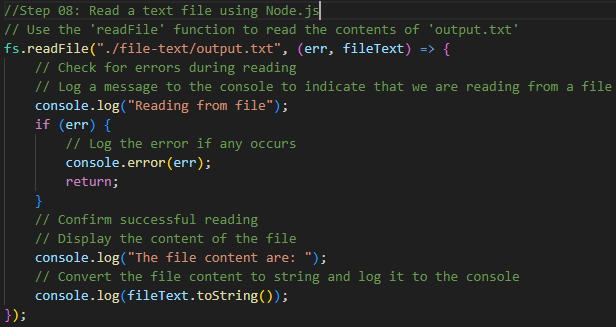 //Step 08: Read a text file using Node.js
// Use the 'readFile' function to read the contents of 'output.txt'
fs.readFile("./file-text/output.txt", (err, fileText) => {
    // Check for errors during reading
    // Log a message to the console to indicate that we are reading from a file
    console.log("Reading from file");
    if (err) {
        // Log the error if any occurs
        console.error(err);
        return;
    }
    // Confirm successful reading
    // Display the content of the file
    console.log("The file content are: ");
    // Convert the file content to string and log it to the console
    console.log(fileText.toString());
});